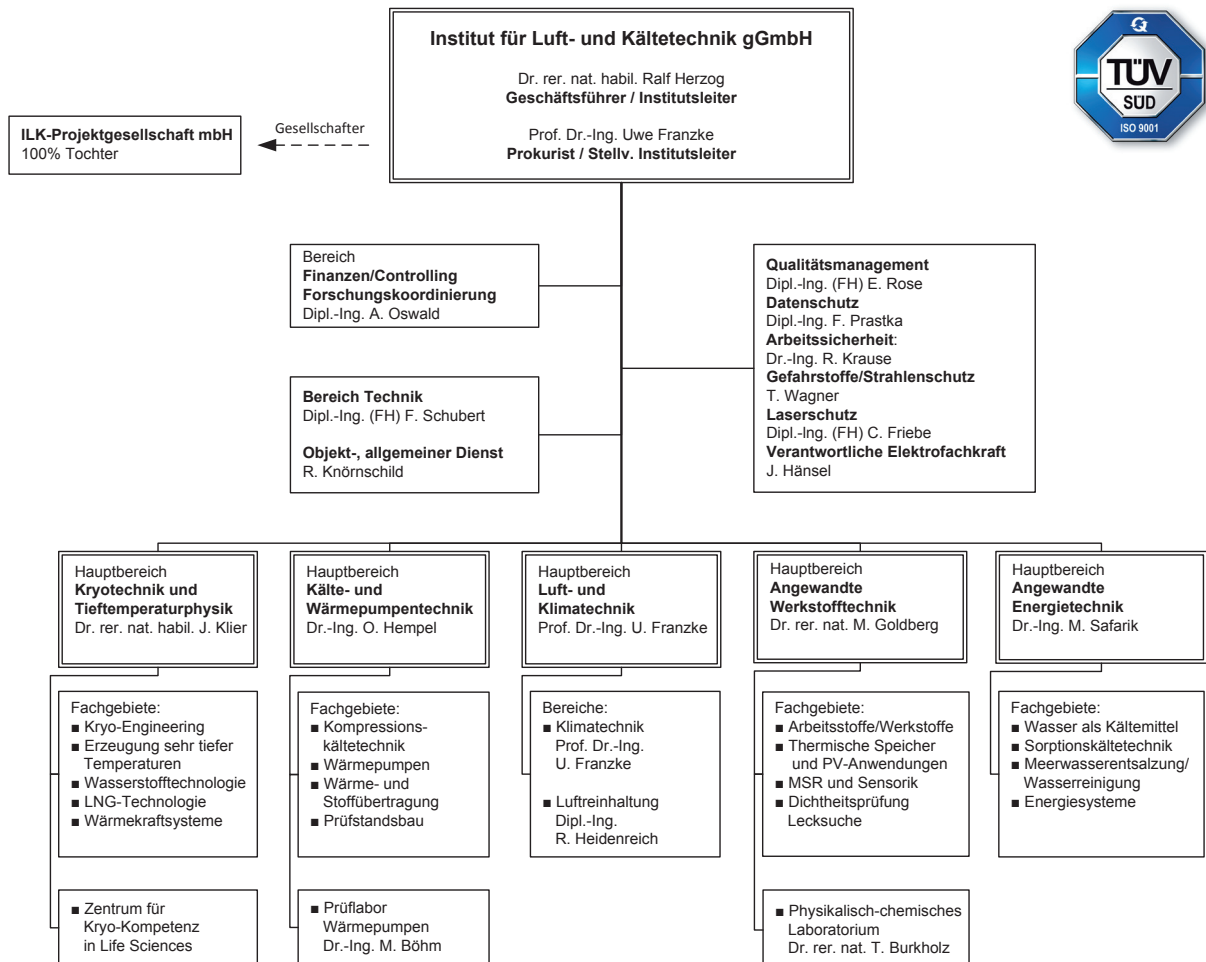 Institut für Luft- und Kältetechnik gGmbH
Dr. rer. nat. habil. Ralf Herzog
Geschäftsführer / Institutsleiter
Prof. Dr.-Ing. Uwe Franzke
Prokurist / Stellv. Institutsleiter
TÜV
SÜD
ISO 9001
Gesellschafter
ILK-Projektgesellschaft mbH
100% Tochter
Bereich
Finanzen/Controlling
Forschungskoordinierung
Dipl.-Ing. A. Oswald
Qualitätsmanagement
Dipl.-Ing. (FH) E. Rose
Datenschutz
Dipl.-Ing. F. Prastka
Arbeitssicherheit:
Dr.-Ing. R. Krause
Gefahrstoffe/Strahlenschutz
T. Wagner
Laserschutz
Dipl.-Ing. (FH) C. Friebe
Verantwortliche Elektrofachkraft
J. Hänsel
Bereich Technik
Dipl.-Ing. (FH) F. Schubert
Objekt-, allgemeiner Dienst
R. Knörnschild
Hauptbereich
Kryotechnik und
Tieftemperaturphysik
Dr. rer. nat. habil. J. Klier
Hauptbereich
Kälte- und
Wärmepumpentechnik
Dr.-Ing. O. Hempel
Hauptbereich
Luft- und
Klimatechnik
Prof. Dr.-Ing. U. Franzke
Hauptbereich
Angewandte
Werkstofftechnik
Dr. rer. nat. M. Goldberg
Hauptbereich
Angewandte
Energietechnik
Dr.-Ing. M. Safarik
Fachgebiete:
■ Kryo-Engineering
■ Erzeugung sehr tiefer
Temperaturen
■ Wasserstofftechnologie
■ LNG-Technologie
■ Wärmekraftsysteme
Fachgebiete:
■ Kompressions-
kältetechnik
■ Wärmepumpen
■ Wärme- und
Stoffübertragung
■ Prüfstandsbau
Bereiche:
■ Klimatechnik
Prof. Dr.-Ing.
U. Franzke
■ Luftreinhaltung
Dipl.-Ing.
R. Heidenreich
Fachgebiete:
■ Arbeitsstoffe/Werkstoffe
■ Thermische Speicher
und PV-Anwendungen
■ MSR und Sensorik
■ Dichtheitsprüfung
Lecksuche
Fachgebiete:
■ Wasser als Kältemittel
■ Sorptionskältetechnik
■ Meerwasserentsalzung/
Wasserreinigung
■ Energiesysteme
■ Zentrum für
Kryo-Kompetenz
in Life Sciences
■ Prüflabor
Wärmepumpen
Dr.-Ing. M. Böhm
■ Physikalisch-chemisches
Laboratorium
Dr. rer. nat. T. Burkholz